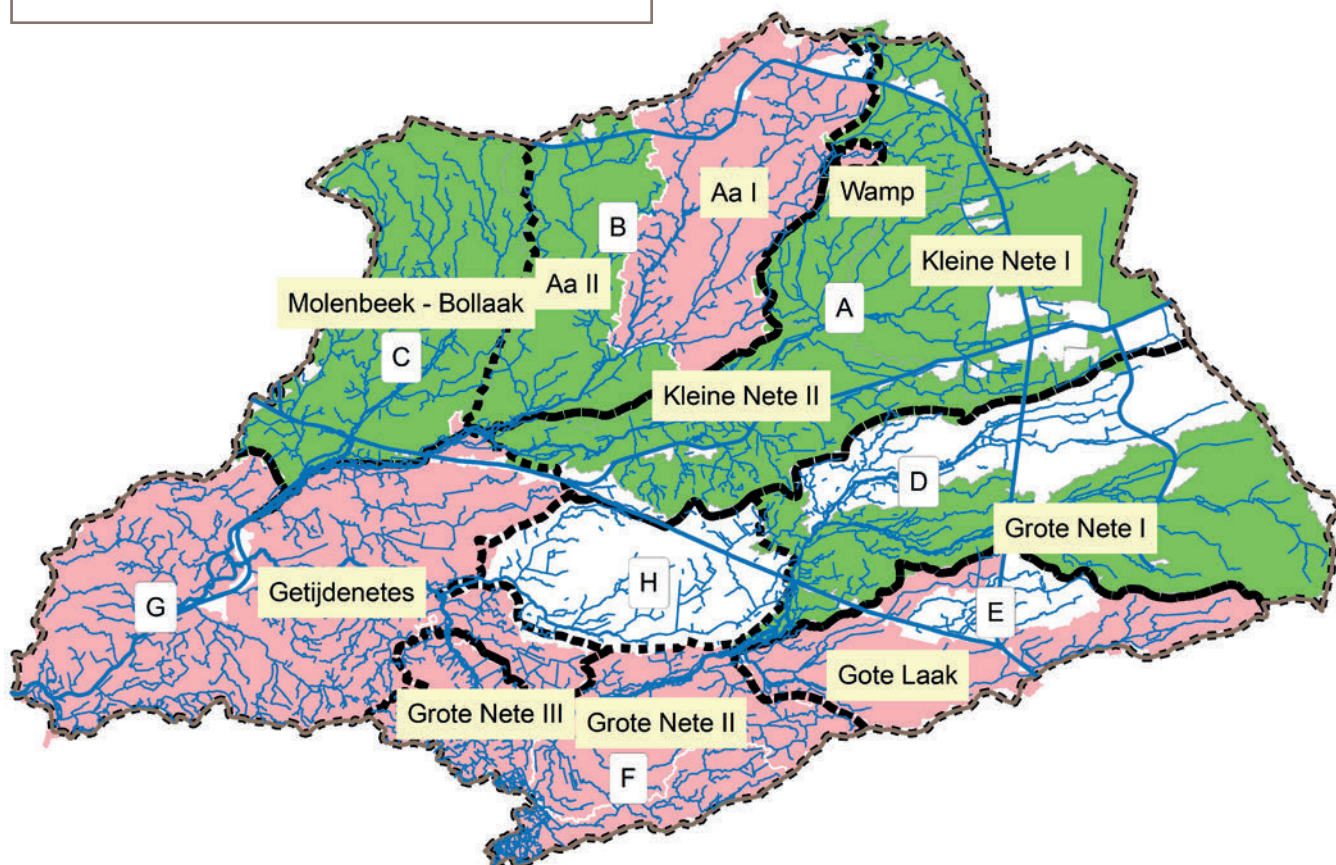 Aa I
Wamp
B
Kleine Nete I
Aa II
Molenbeek - Bollaak
A
C
Kleine Nete II
D
Grote Nete I
H
Getijdenetes
G
E
Gote Laak
Grote Nete III
Grote Nete II
F